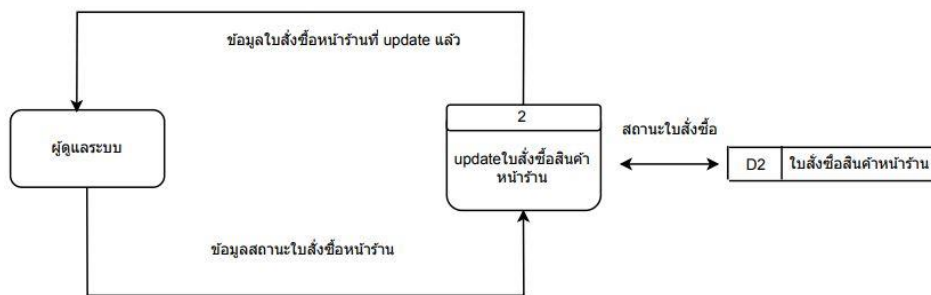 ข้อมูลใบสั่งซื้อหน้าร้านที่ update แล้ว
ผู้ดูแลระบบ
2
updateใบสั่งซื้อสินค้า
หน้าร้าน
สถานะใบสั่งซื้อ
D2 ใบสั่งซื้อสินค้าหน้าร้าน
ข้อมูลสถานะใบสั่งซื้อหน้าร้าน